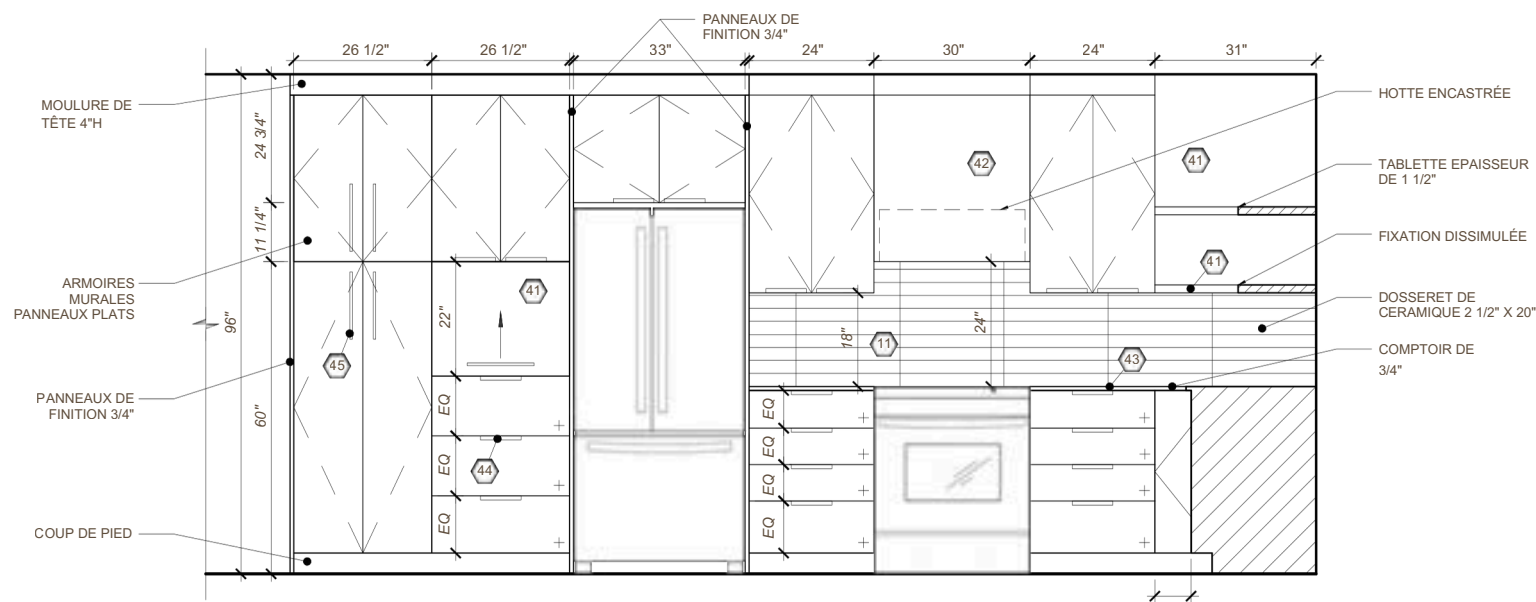 PANNEAUX DE
FINITION 3/4"
26 1/2"
26 1/2"
33"
24"
30"
24"
31"
MOULURE DE
TÊTE 4"H
24 3/4"
11 1/4"
96"
60"
ARMOIRES
MURALES
PANNEAUX PLATS
PANNEAUX DE
FINITION 3/4"
COUP DE PIED
45
41
22"
EQ
EQ
EQ
44
42
24"
18"
11
EQ
EQ
EQ
EQ
41
41
43
HOTTE ENCASTRÉE
TABLETTE EPAISSEUR
DE 1 1/2"
FIXATION DISSIMULÉE
DOSSERET DE
CERAMIQUE 2 1/2" X 20"
COMPTOIR DE
3/4"